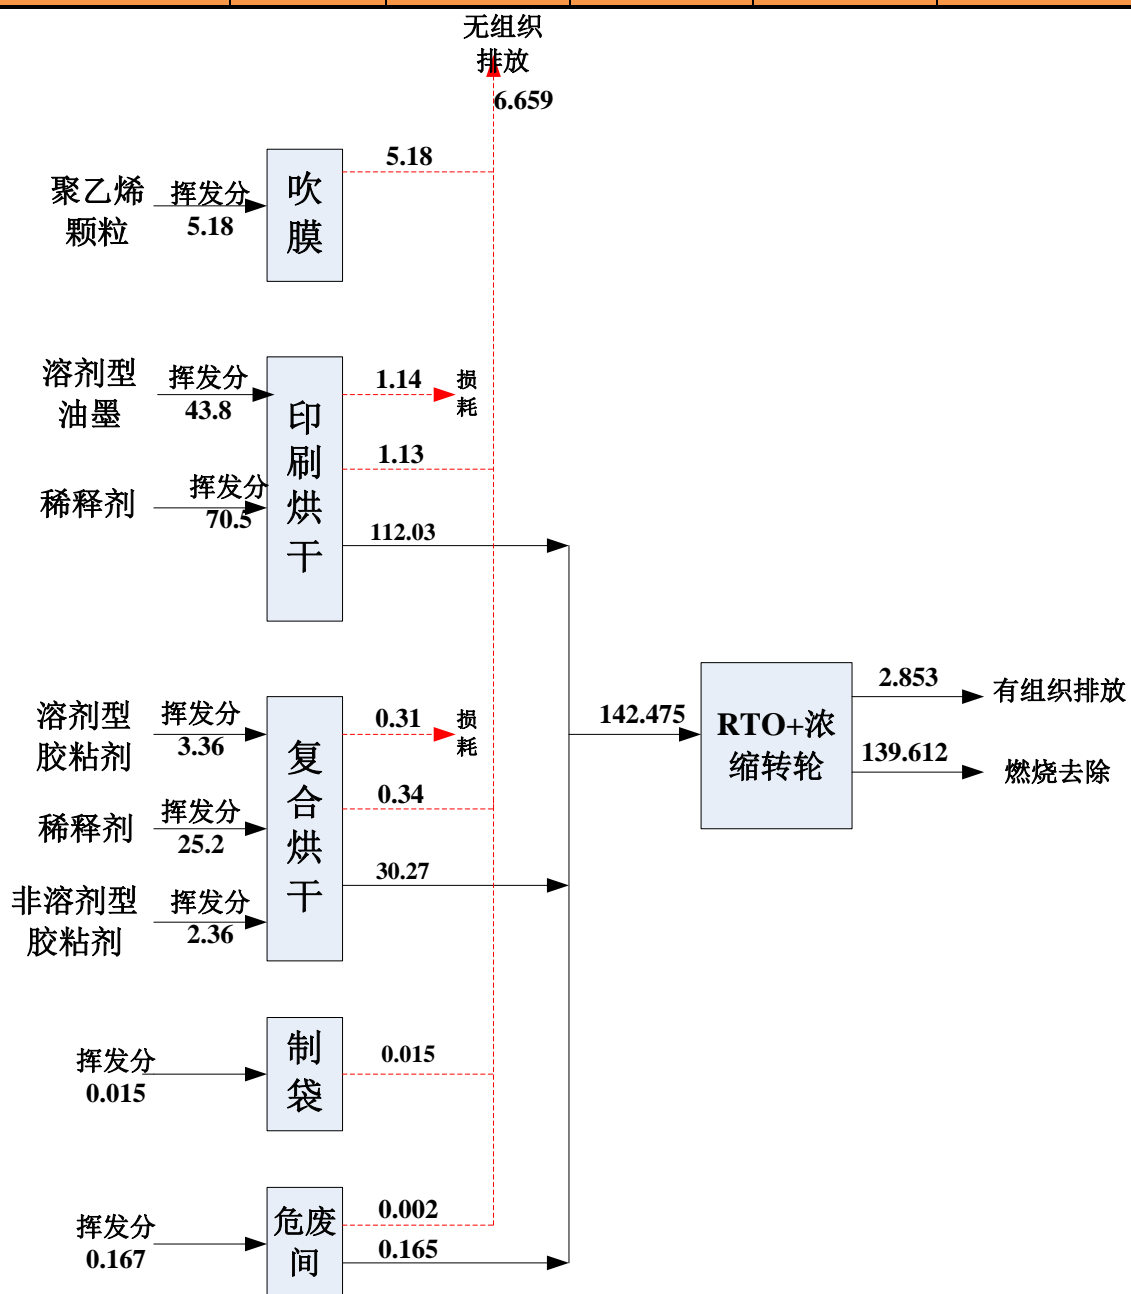 无组织
排放
6.659
5.18
聚乙烯
颗粒
挥发分
5.18
吹
膜
溶剂型
油墨
挥发分
43.8
稀释剂
挥发分
70.5
印
刷
烘
干
1.14
损
耗
1.13
112.03
溶剂型
胶粘剂
挥发分
3.36
稀释剂
挥发分
25.2
非溶剂型
胶粘剂
挥发分
2.36
复
合
烘
干
0.31
损
耗
0.34
30.27
142.475
RTO+浓
缩转轮
2.853
有组织排放
139.612
燃烧去除
挥发分
0.015
制
袋
0.015
挥发分
0.167
危废
间
0.002
0.165